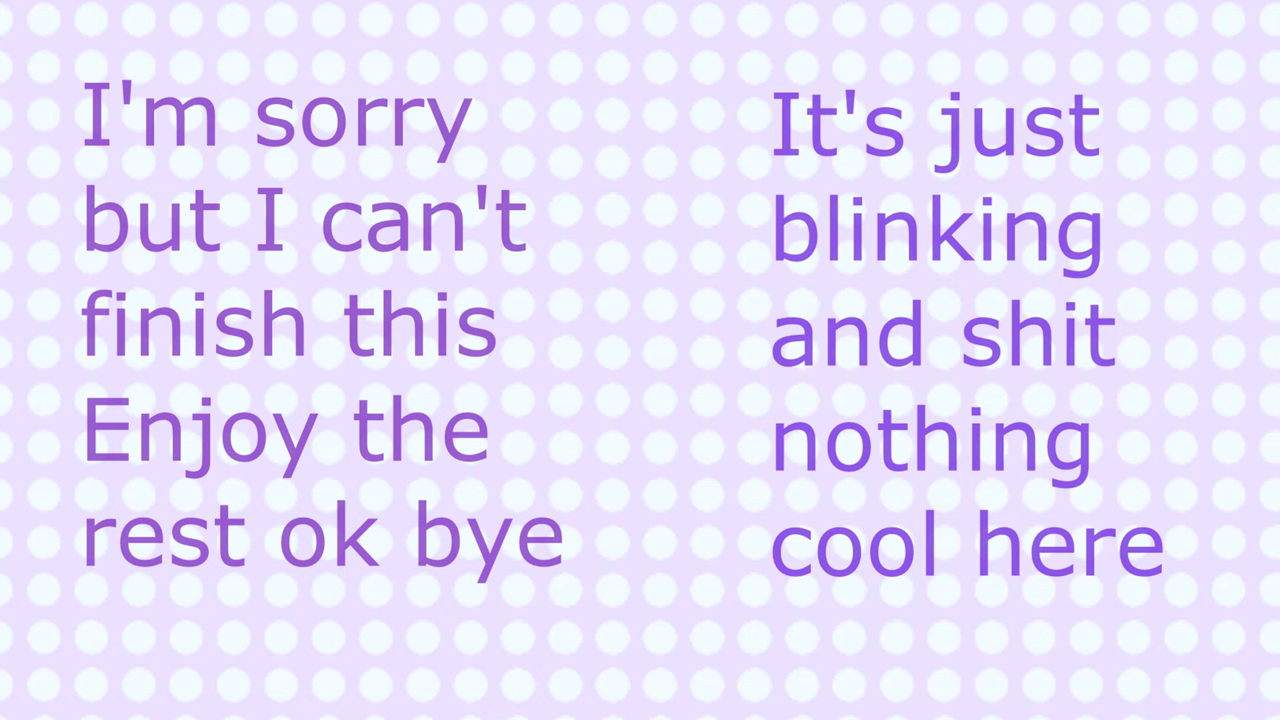 I'm sorry
but I can't
finish this
Enjoy the
rest ok bye
It's just
blinking
and shit
nothing
cool here